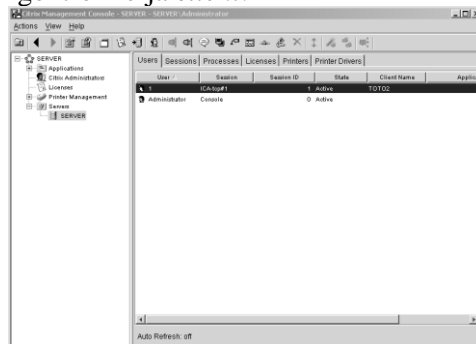 Citrix Management Console - SERVER - SERVER\Administrator
Actions View Help
SERVER
Applications
Citrix Administrators
Licenses
Printer Management
Servers
SERVER
Users Sessions Processes Licenses Printers Printer Drivers
User Session Session ID State Client Name Applic
1 ICA-tcp#1 1 Active TOTO2
Administrator Console 0 Active
Auto Refresh: off